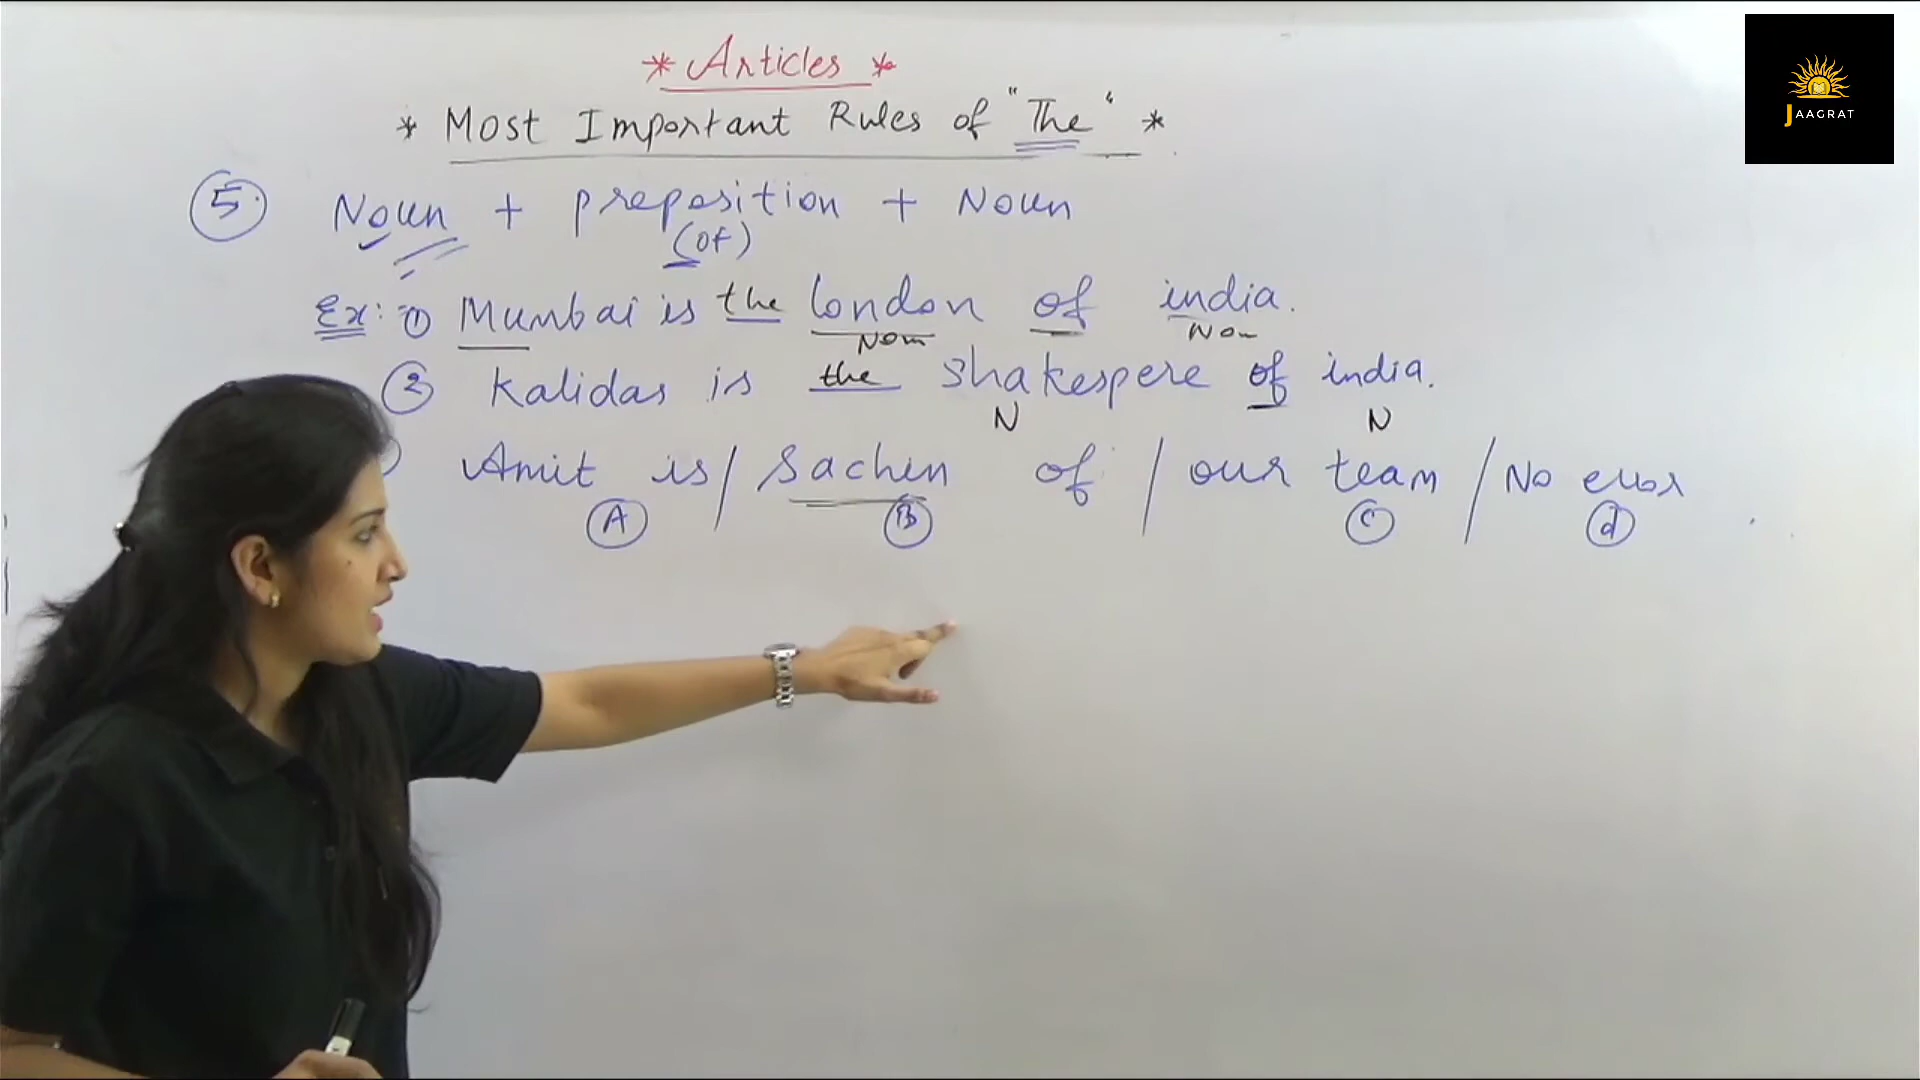 * Articles *
* Most Important Rules of "The" *
5. Noun + preposition + Noun
(of)
Ex: ① Mumbai is the london of india.
Noun Noun
② Kalidas is the shakespere of india.
N N
Amit is / Sachin of / our team / No error
A B C d
JAAGRAT